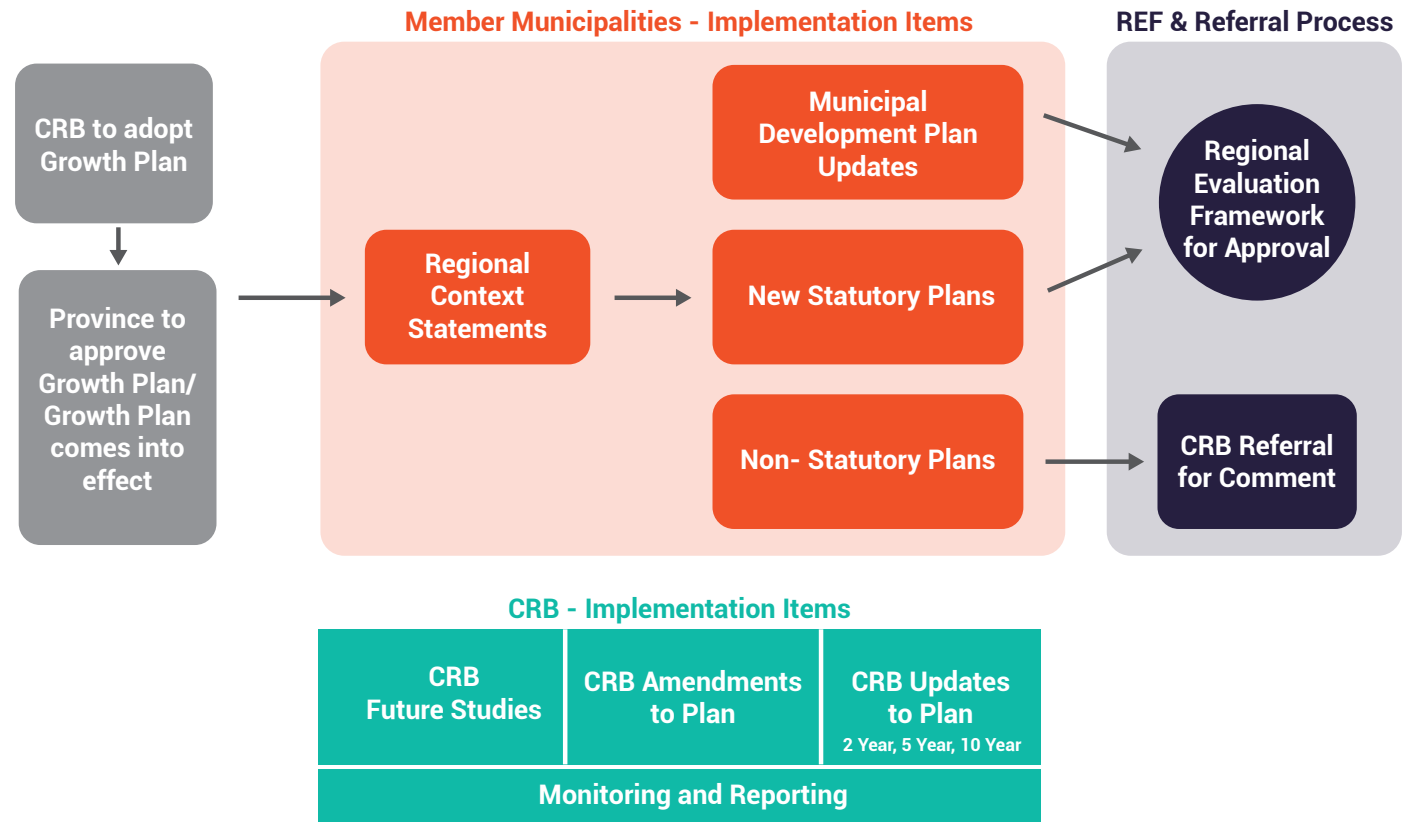 Member Municipalities - Implementation Items
REF & Referral Process
CRB to adopt
Growth Plan
Province to
approve
Growth Plan/
Growth Plan
comes into
effect
Regional
Context
Statements
Municipal
Development Plan
Updates
New Statutory Plans
Non- Statutory Plans
Regional
Evaluation
Framework
for Approval
CRB Referral
for Comment
CRB - Implementation Items
CRB
Future Studies
CRB Amendments
to Plan
CRB Updates
to Plan
2 Year, 5 Year, 10 Year
Monitoring and Reporting